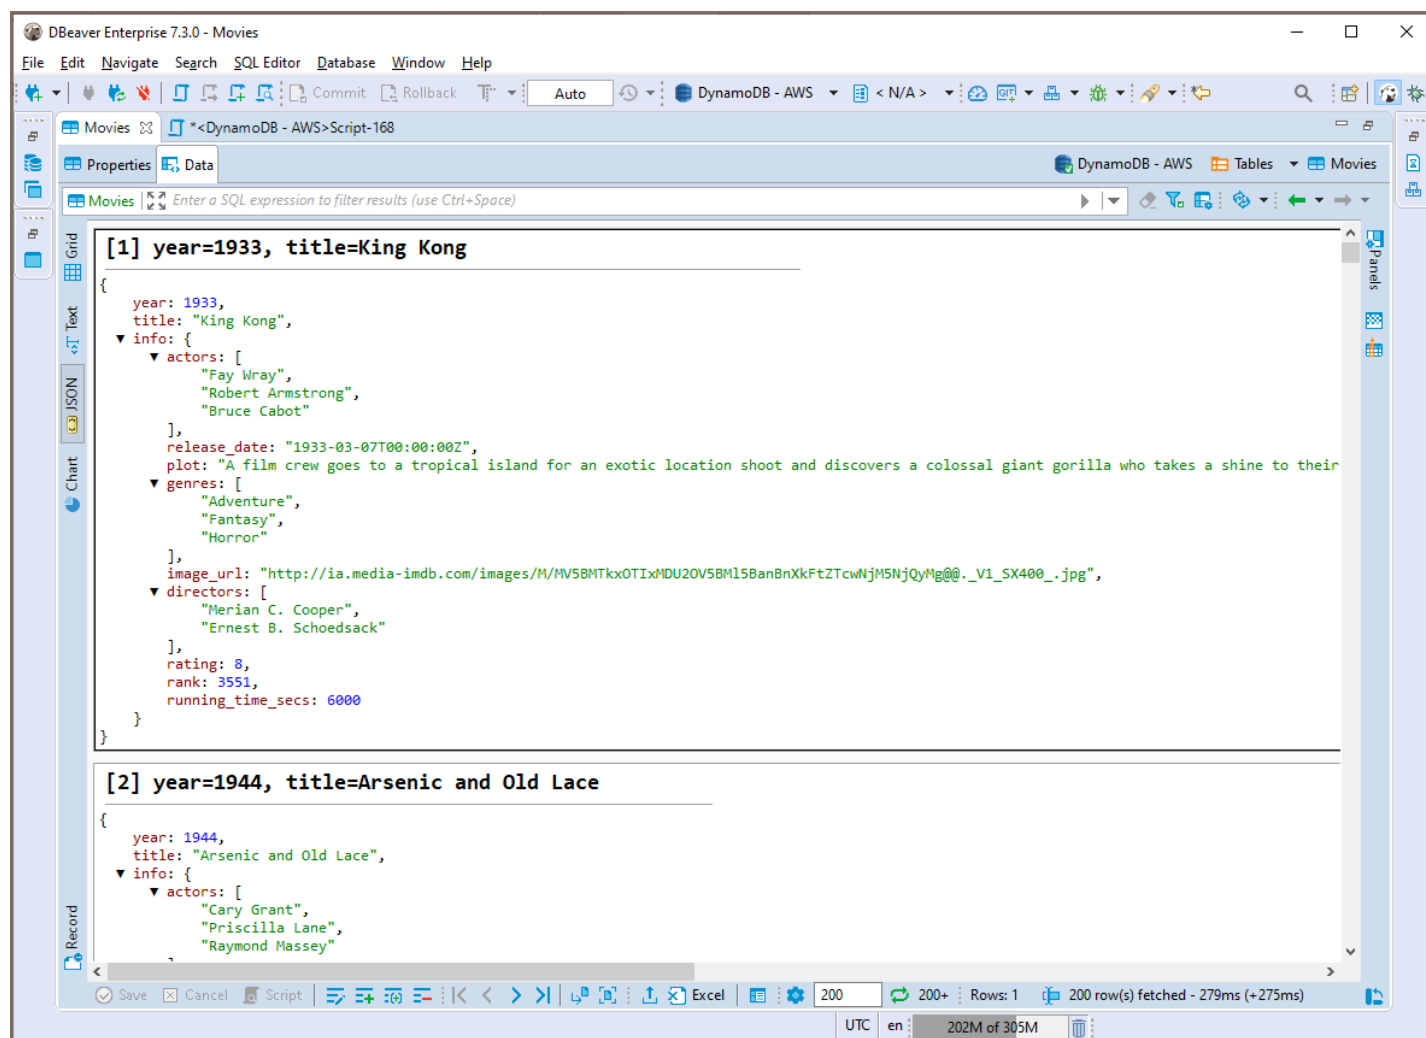 DBeaver Enterprise 7.3.0 - Movies
File Edit Navigate Search SQL Editor Database Window Help
Commit Rollback Auto DynamoDB - AWS < N/A > GIT
Movies *<DynamoDB - AWS>Script-168
Properties Data DynamoDB - AWS Tables Movies
Movies Enter a SQL expression to filter results (use Ctrl+Space)
Grid
Text
JSON
Chart
Record
Panels
[1] year=1933, title=King Kong
{
year: 1933,
title: "King Kong",
▼ info: {
▼ actors: [
"Fay Wray",
"Robert Armstrong",
"Bruce Cabot"
],
release_date: "1933-03-07T00:00:00Z",
plot: "A film crew goes to a tropical island for an exotic location shoot and discovers a colossal giant gorilla who takes a shine to their
▼ genres: [
"Adventure",
"Fantasy",
"Horror"
],
image_url: "http://ia.media-imdb.com/images/M/MV5BMTkxOTIxMDU2OV5BMl5BanBnXkFtZTcwNjM5NjQyMg@@._V1_SX400_.jpg",
▼ directors: [
"Merian C. Cooper",
"Ernest B. Schoedsack"
],
rating: 8,
rank: 3551,
running_time_secs: 6000
}
}
[2] year=1944, title=Arsenic and Old Lace
{
year: 1944,
title: "Arsenic and Old Lace",
▼ info: {
▼ actors: [
"Cary Grant",
"Priscilla Lane",
"Raymond Massey"
]
Save Cancel Script Excel 200 200+ Rows: 1 200 row(s) fetched - 279ms (+275ms)
UTC en 202M of 305M